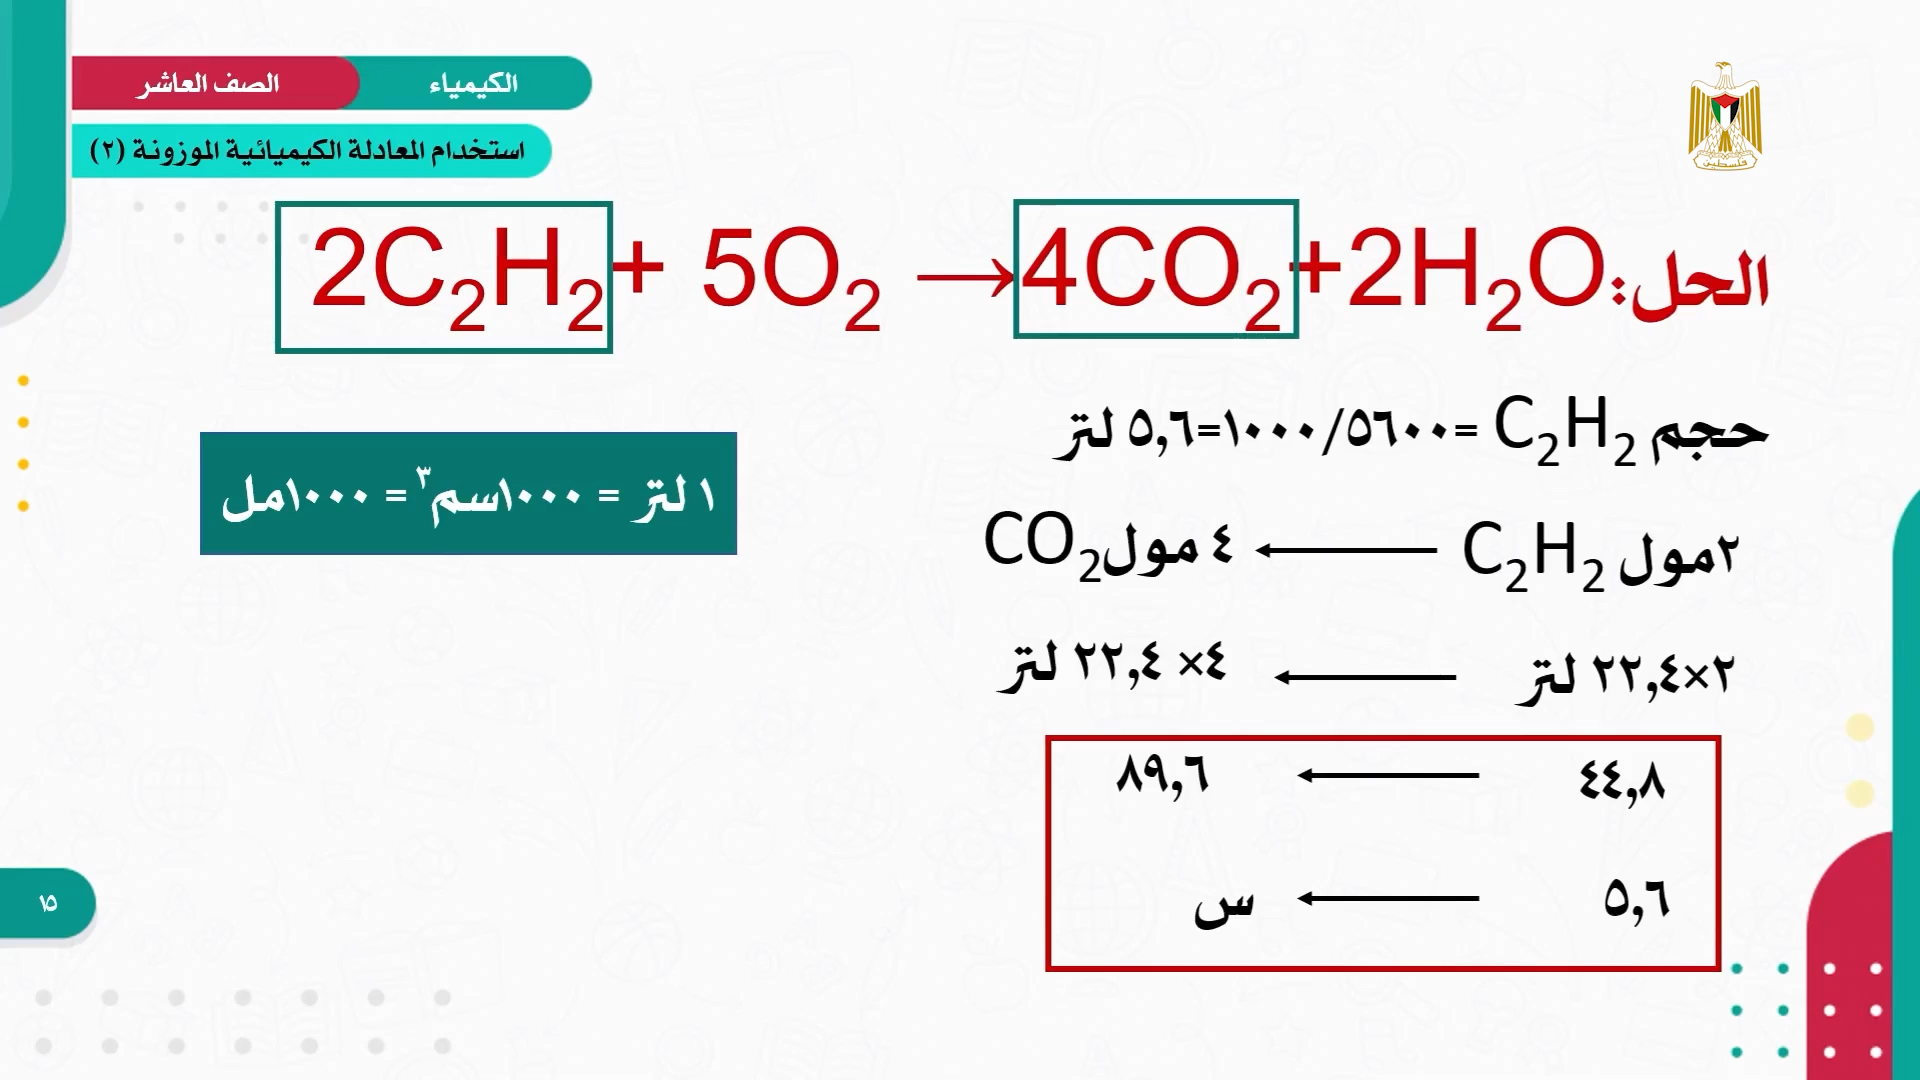 الكيمياء
الصف العاشر
استخدام المعادلة الكيميائية الموزونة (٢)
فلسطين
الحل: 2C₂H₂ + 5O₂ → 4CO₂ + 2H₂O
حجم C₂H₂ =٥٦٠٠/١٠٠٠=٥,٦ لتر
١ لتر = ١٠٠٠سم³ = ١٠٠٠مل
٢مول C₂H₂ ← ٤ مول CO₂
٢×٢٢,٤ لتر ← ٤× ٢٢,٤ لتر
٤٤,٨ ← ٨٩,٦
٥,٦ ← س
١٥